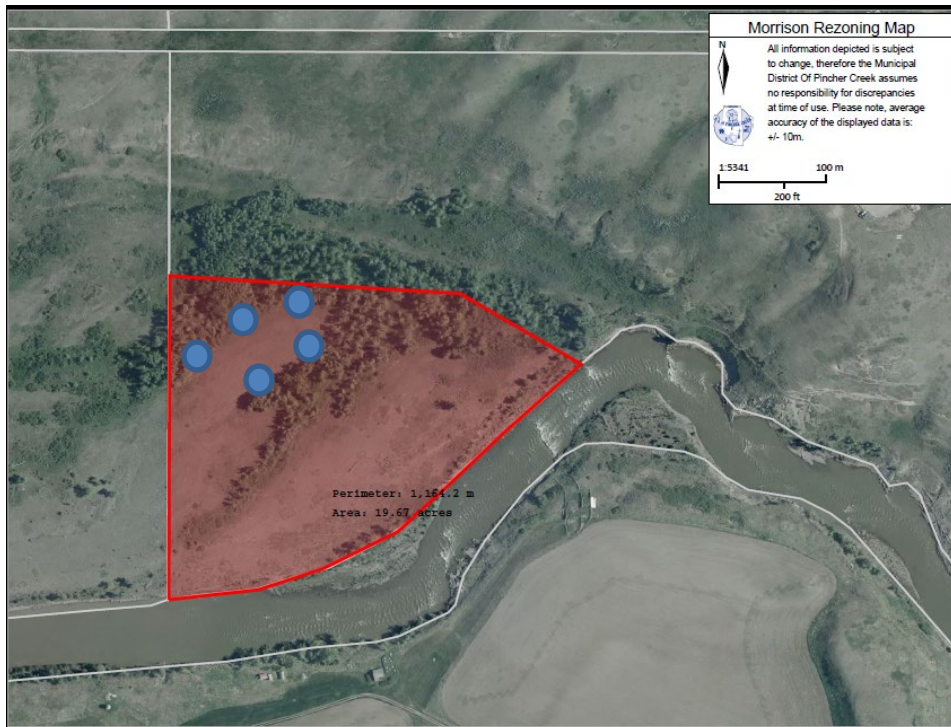 Morrison Rezoning Map
N
All information depicted is subject
to change, therefore the Municipal
District Of Pincher Creek assumes
no responsibility for discrepancies
at time of use. Please note, average
accuracy of the displayed data is:
+/- 10m.
1:5341 100 m
200 ft
Perimeter: 1,164.2 m
Area: 19.67 acres